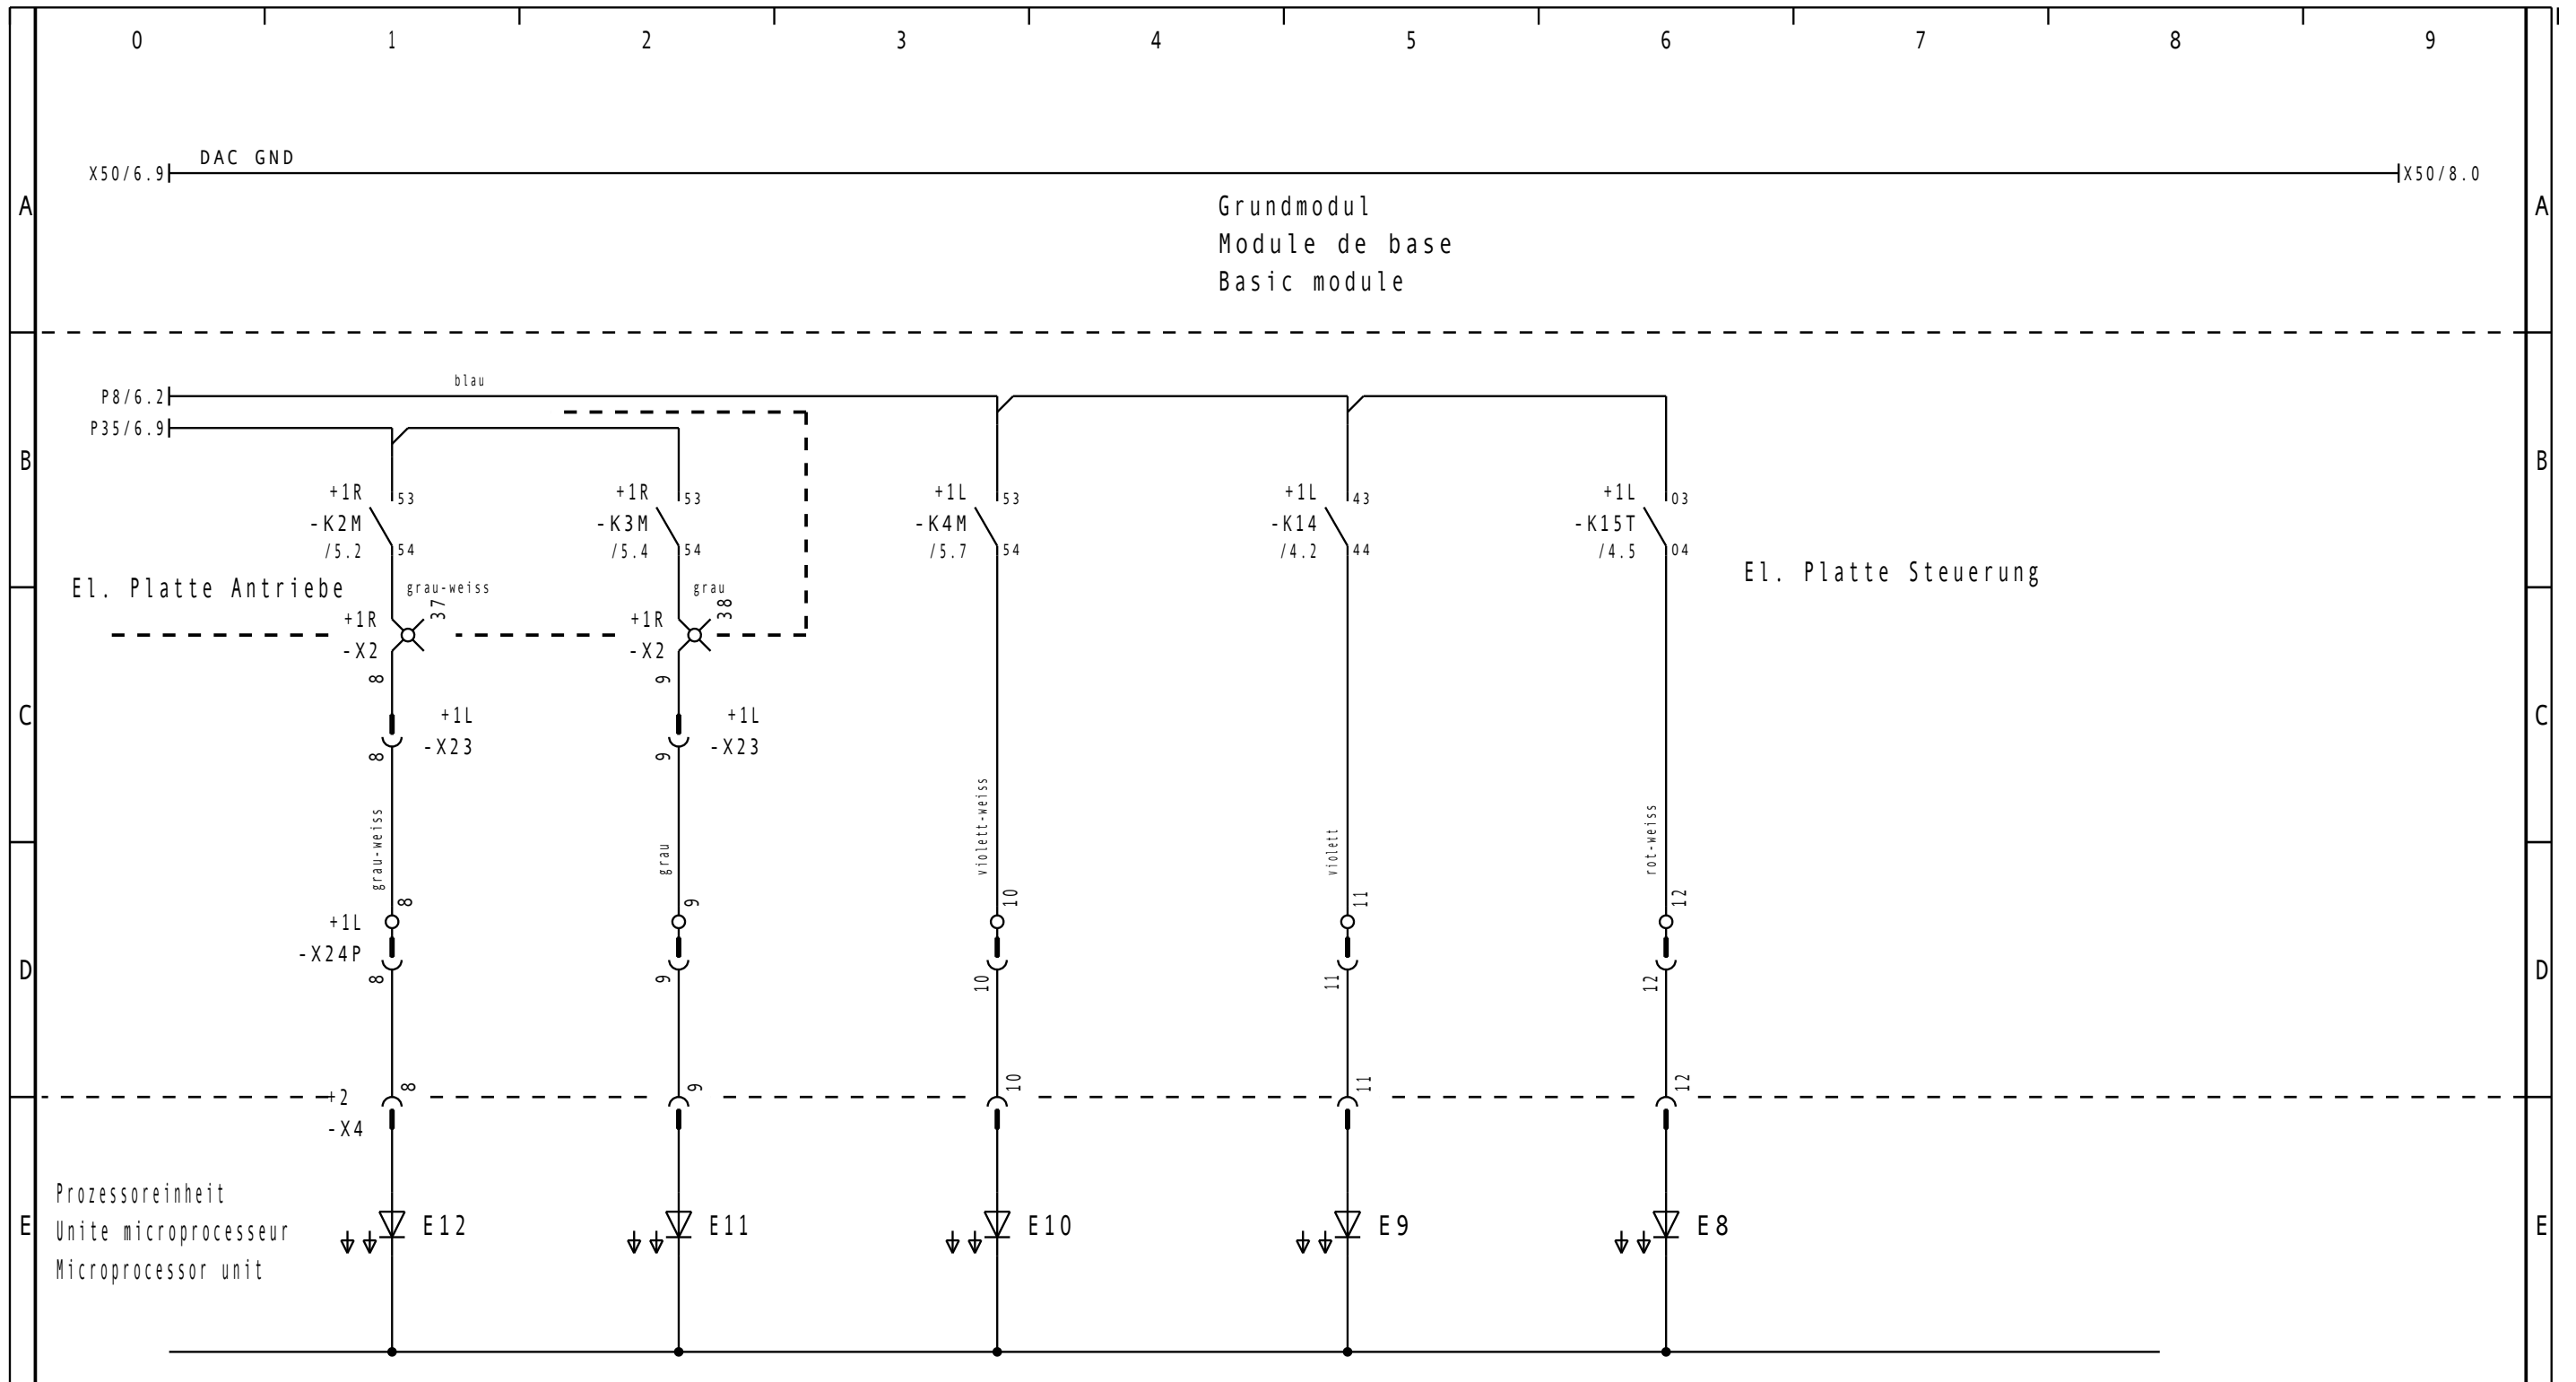 0 1 2 3 4 5 6 7 8 9
DAC GND
X50/6.9 X50/8.0
A A
Grundmodul
Module de base
Basic module
blau
P8/6.2
P35/6.9
B B
+1R 53 +1R 53 +1L 53 +1L 43 +1L 03
-K2M -K3M -K4M -K14 -K15T
/5.2 54 /5.4 54 /5.7 54 /4.2 44 /4.5 04
El. Platte Steuerung
El. Platte Antriebe grau-weiss grau
+1R 37 +1R 38
-X2 -X2
8 9
C +1L +1L C
-X23 -X23
8 9
grau-weiss grau violett-weiss violett rot-weiss
8 9 10 11 12
+1L
-X24P
D D
8 9 10 11 12
+2 8 9 10 11 12
-X4
Prozessoreinheit
Unite microprocesseur
Microprocessor unit
E E12 E11 E10 E9 E8 E